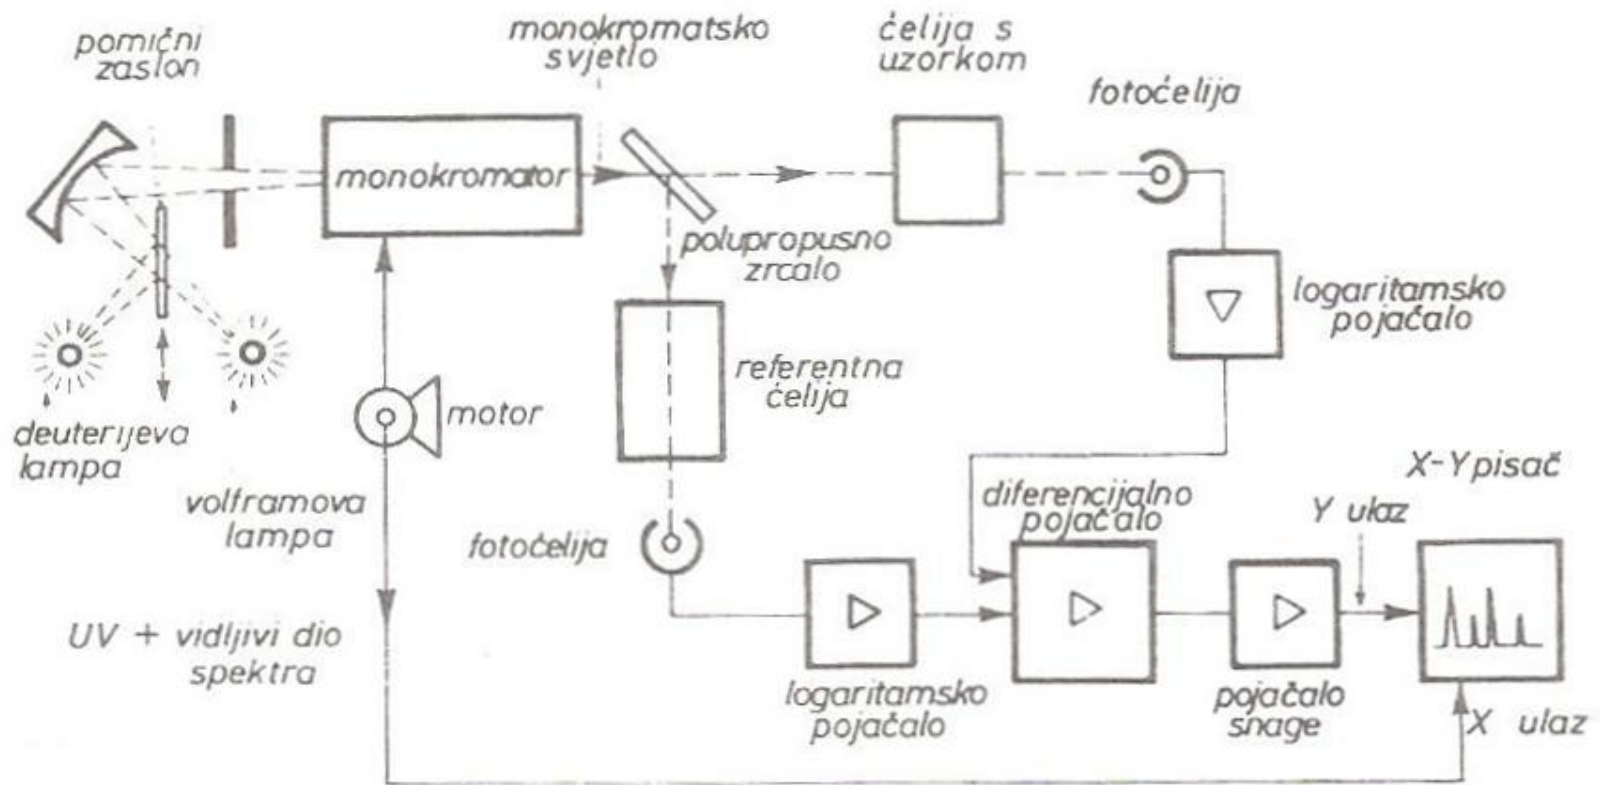 pomični
zaslon
monokromatsko
svjetlo
ćelija s
uzorkom
fotoćelija
monokromator
polupropusno
zrcalo
logaritamsko
pojačalo
referentna
ćelija
motor
deuterijeva
lampa
volframova
lampa
fotoćelija
diferencijalno
pojačalo
Y ulaz
X-Y pisač
UV + vidljivi dio
spektra
logaritamsko
pojačalo
pojačalo
snage
X ulaz